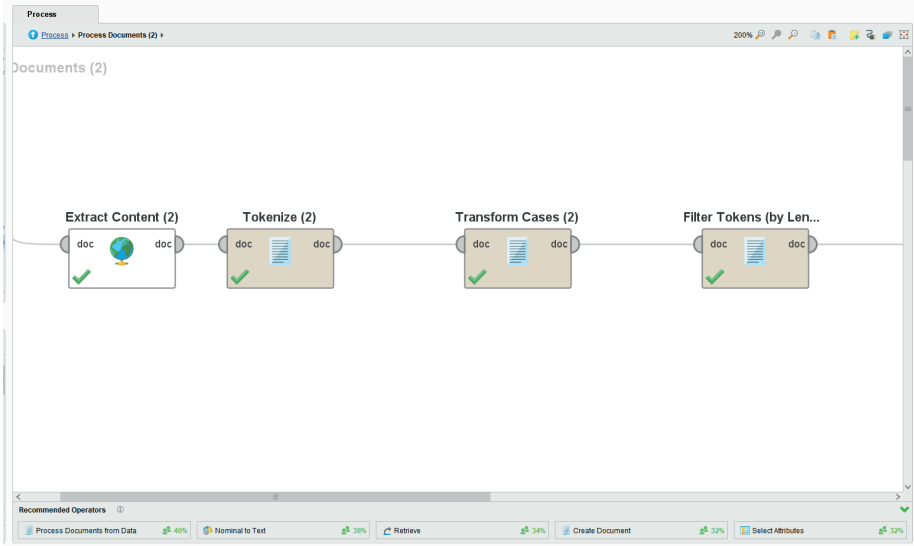 Process
Process ▸ Process Documents (2) ▸
200%
Documents (2)
Extract Content (2)
Tokenize (2)
Transform Cases (2)
Filter Tokens (by Len...
doc doc doc doc doc doc doc doc
Recommended Operators
Process Documents from Data 40% Nominal to Text 38% Retrieve 34% Create Document 32% Select Attributes 32%